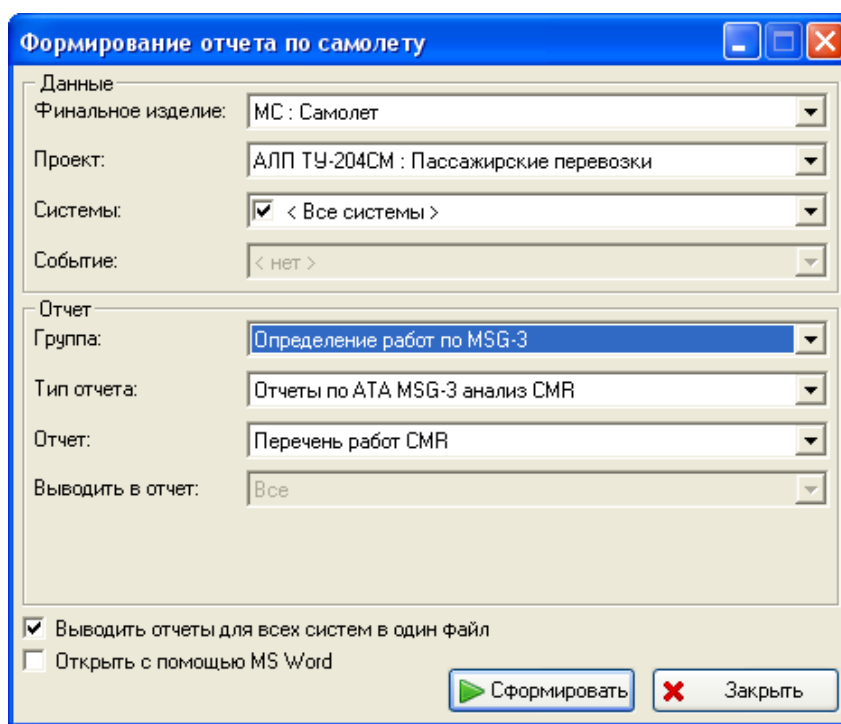 Формирование отчета по самолету
Данные
Финальное изделие: МС : Самолет
Проект: АЛП ТУ-204СМ : Пассажирские перевозки
Системы: < Все системы >
Событие: < нет >
Отчет
Группа: Определение работ по MSG-3
Тип отчета: Отчеты по ATA MSG-3 анализ CMR
Отчет: Перечень работ CMR
Выводить в отчет: Все
Выводить отчеты для всех систем в один файл
Открыть с помощью MS Word
Сформировать Закрыть